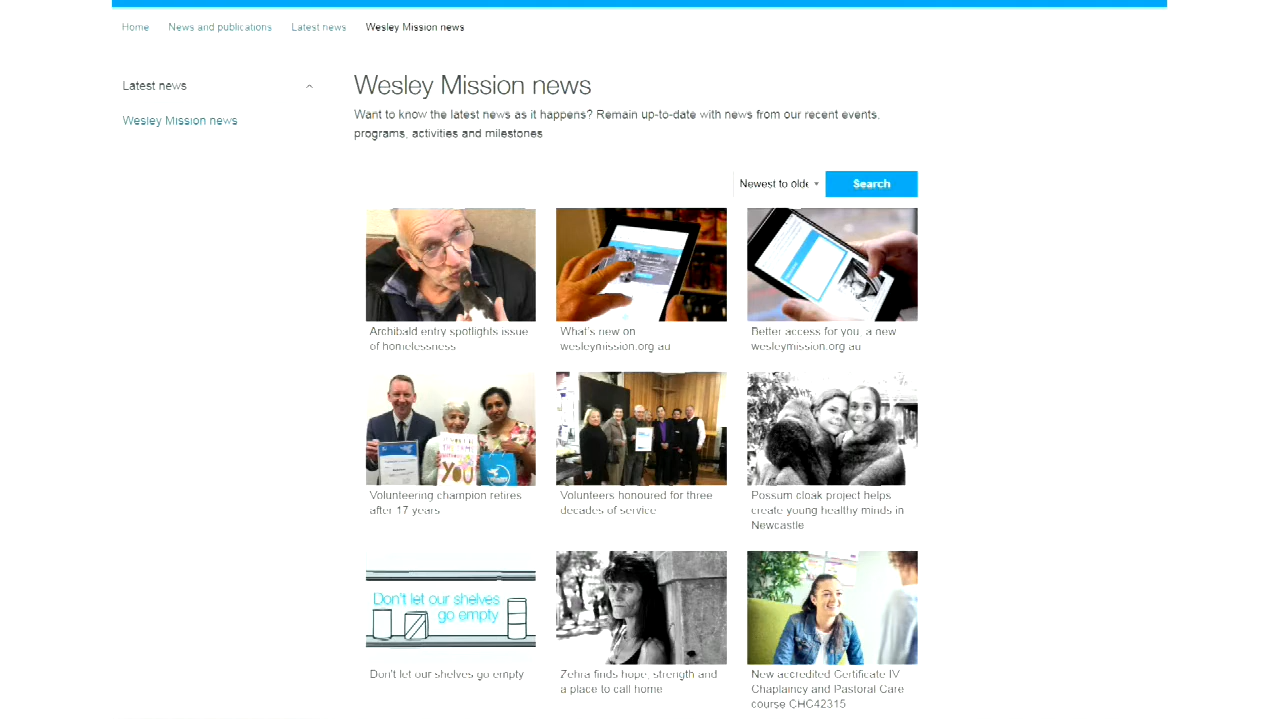 Home News and publications Latest news Wesley Mission news
Latest news
Wesley Mission news
Wesley Mission news
Want to know the latest news as it happens? Remain up-to-date with news from our recent events,
programs, activities and milestones
Newest to olde
Search
Archibald entry spotlights issue
of homelessness
What's new on
wesleymission.org.au
Better access for you, a new
wesleymission.org.au
YOU
Volunteering champion retires
after 17 years
Volunteers honoured for three
decades of service
Possum cloak project helps
create young healthy minds in
Newcastle
Don't let our shelves
go empty
Don't let our shelves go empty
Zehra finds hope, strength and
a place to call home
New accredited Certificate IV
Chaplaincy and Pastoral Care
course CHC42315